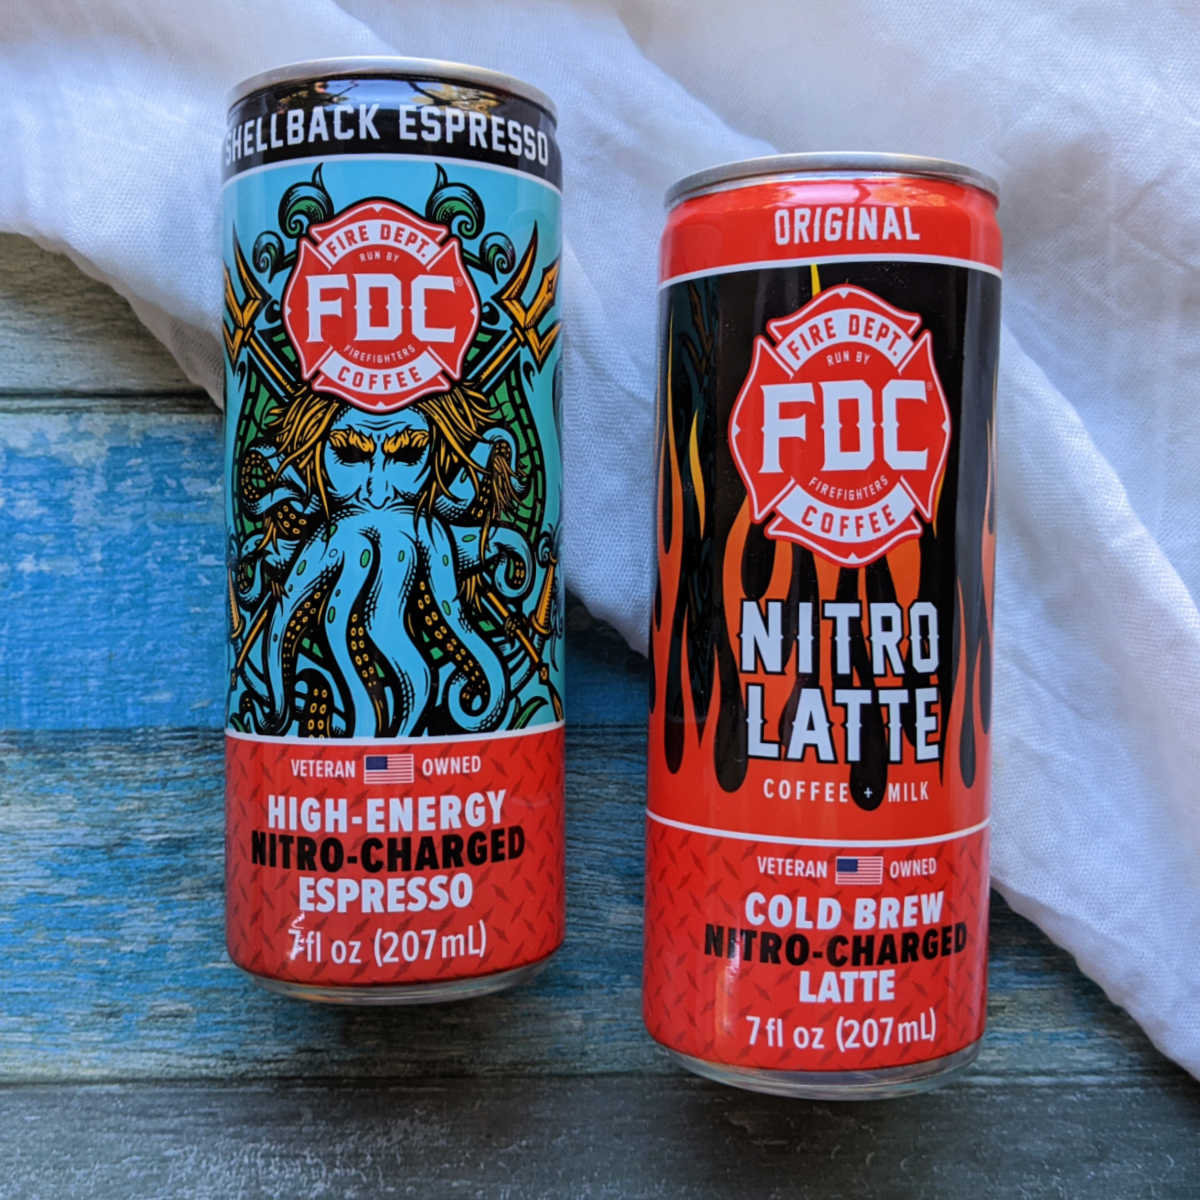 SHELLBACK ESPRESSO
FIRE DEPT.
RUN BY
FDC®
FIREFIGHTERS
COFFEE
VETERAN OWNED
HIGH-ENERGY
NITRO-CHARGED
ESPRESSO
7fl oz (207mL)
ORIGINAL
FIRE DEPT.
RUN BY
FDC®
FIREFIGHTERS
COFFEE
NITRO
LATTE
COFFEE + MILK
VETERAN OWNED
COLD BREW
NITRO-CHARGED
LATTE
7fl oz (207mL)